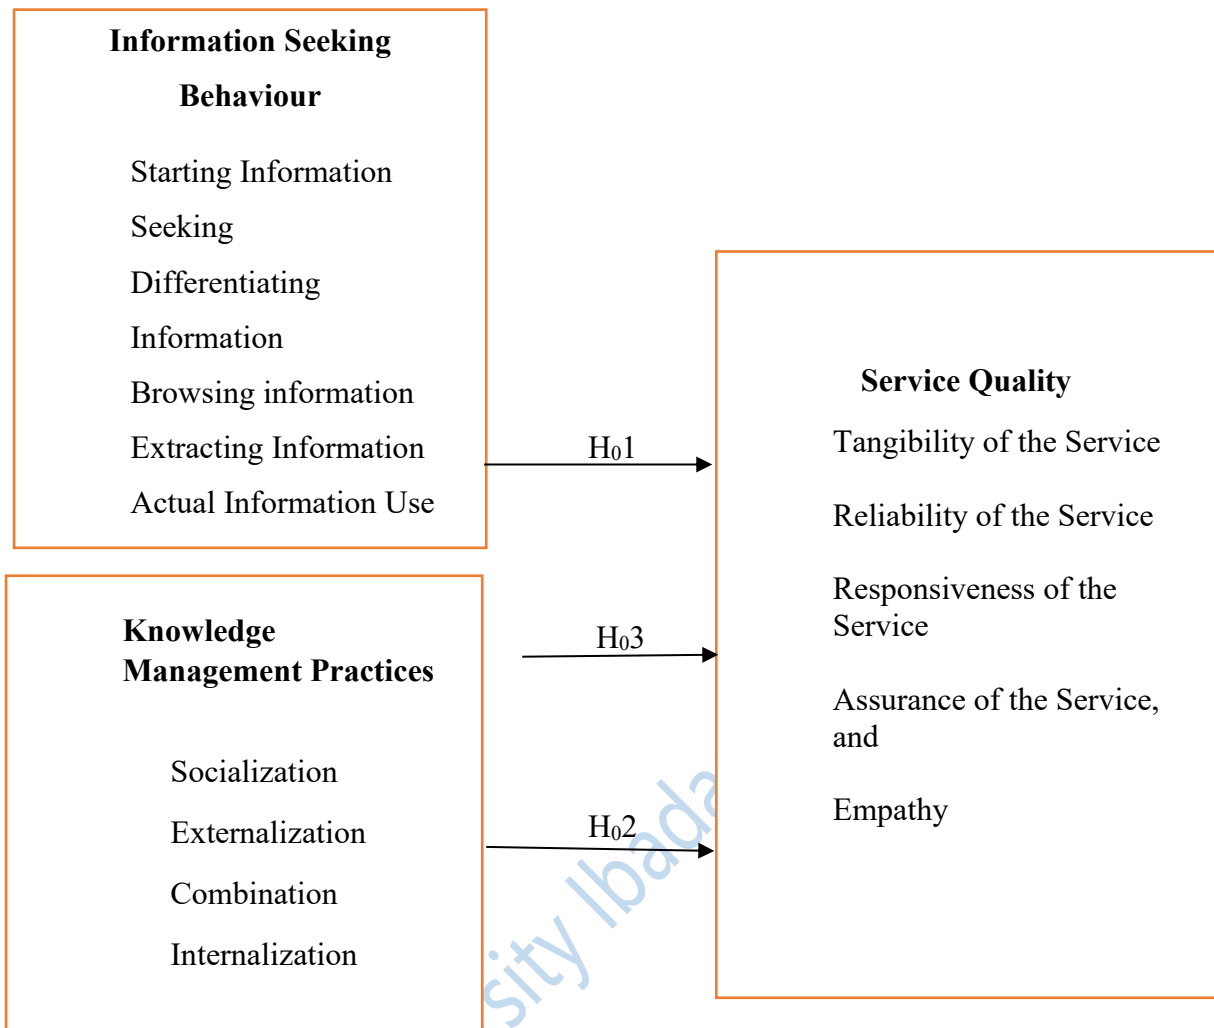 Information Seeking
Behaviour
Starting Information
Seeking
Differentiating
Information
Browsing information
Extracting Information
Actual Information Use
H₀1
Knowledge
Management Practices
Socialization
Externalization
Combination
Internalization
H₀3
H₀2
Service Quality
Tangibility of the Service
Reliability of the Service
Responsiveness of the
Service
Assurance of the Service,
and
Empathy